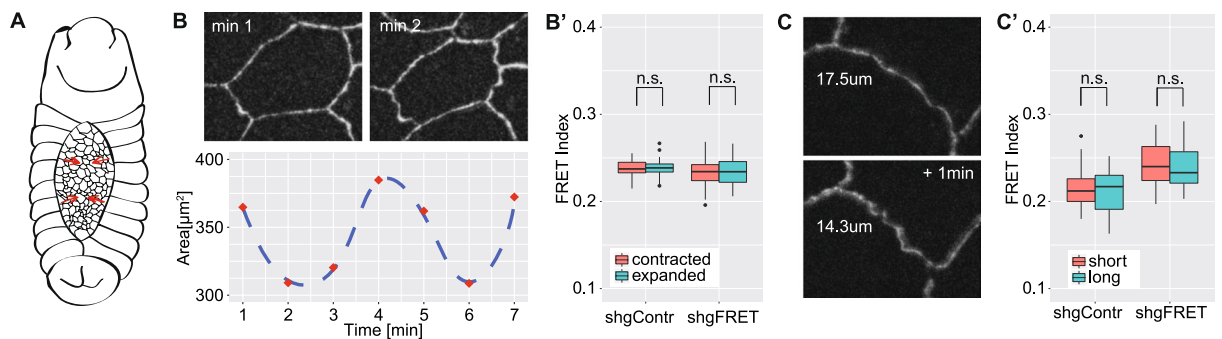 A
B
min 1
min 2
400
350
300
Area[µm²]
1 2 3 4 5 6 7
Time [min]
B’
0.4
0.3
0.2
0.1
FRET Index
n.s. n.s.
contracted
expanded
shgContr shgFRET
C
17.5um
+ 1min
14.3um
C’
0.4
0.3
0.2
0.1
FRET Index
n.s. n.s.
short
long
shgContr shgFRET